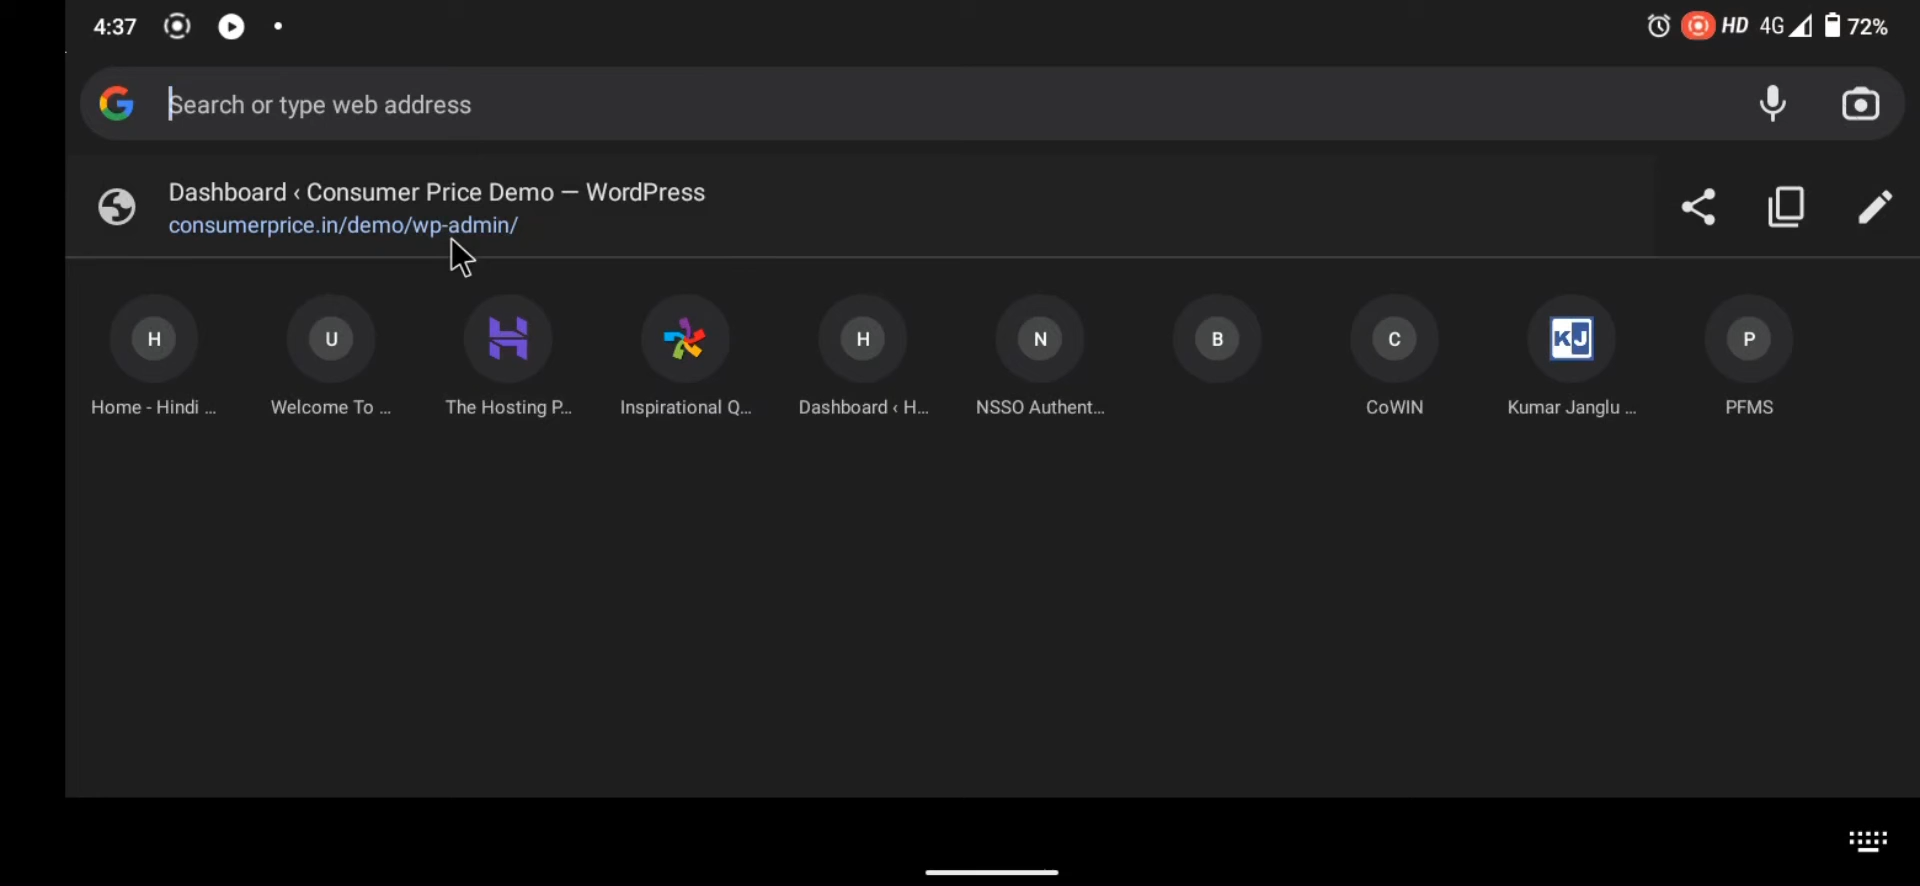 4:37 HD 4G 72%
Search or type web address
Dashboard ‹ Consumer Price Demo — WordPress
consumerprice.in/demo/wp-admin/
H U H N B C KJ P
Home - Hindi ... Welcome To ... The Hosting P... Inspirational Q... Dashboard ‹ H... NSSO Authent... CoWIN Kumar Janglu ... PFMS